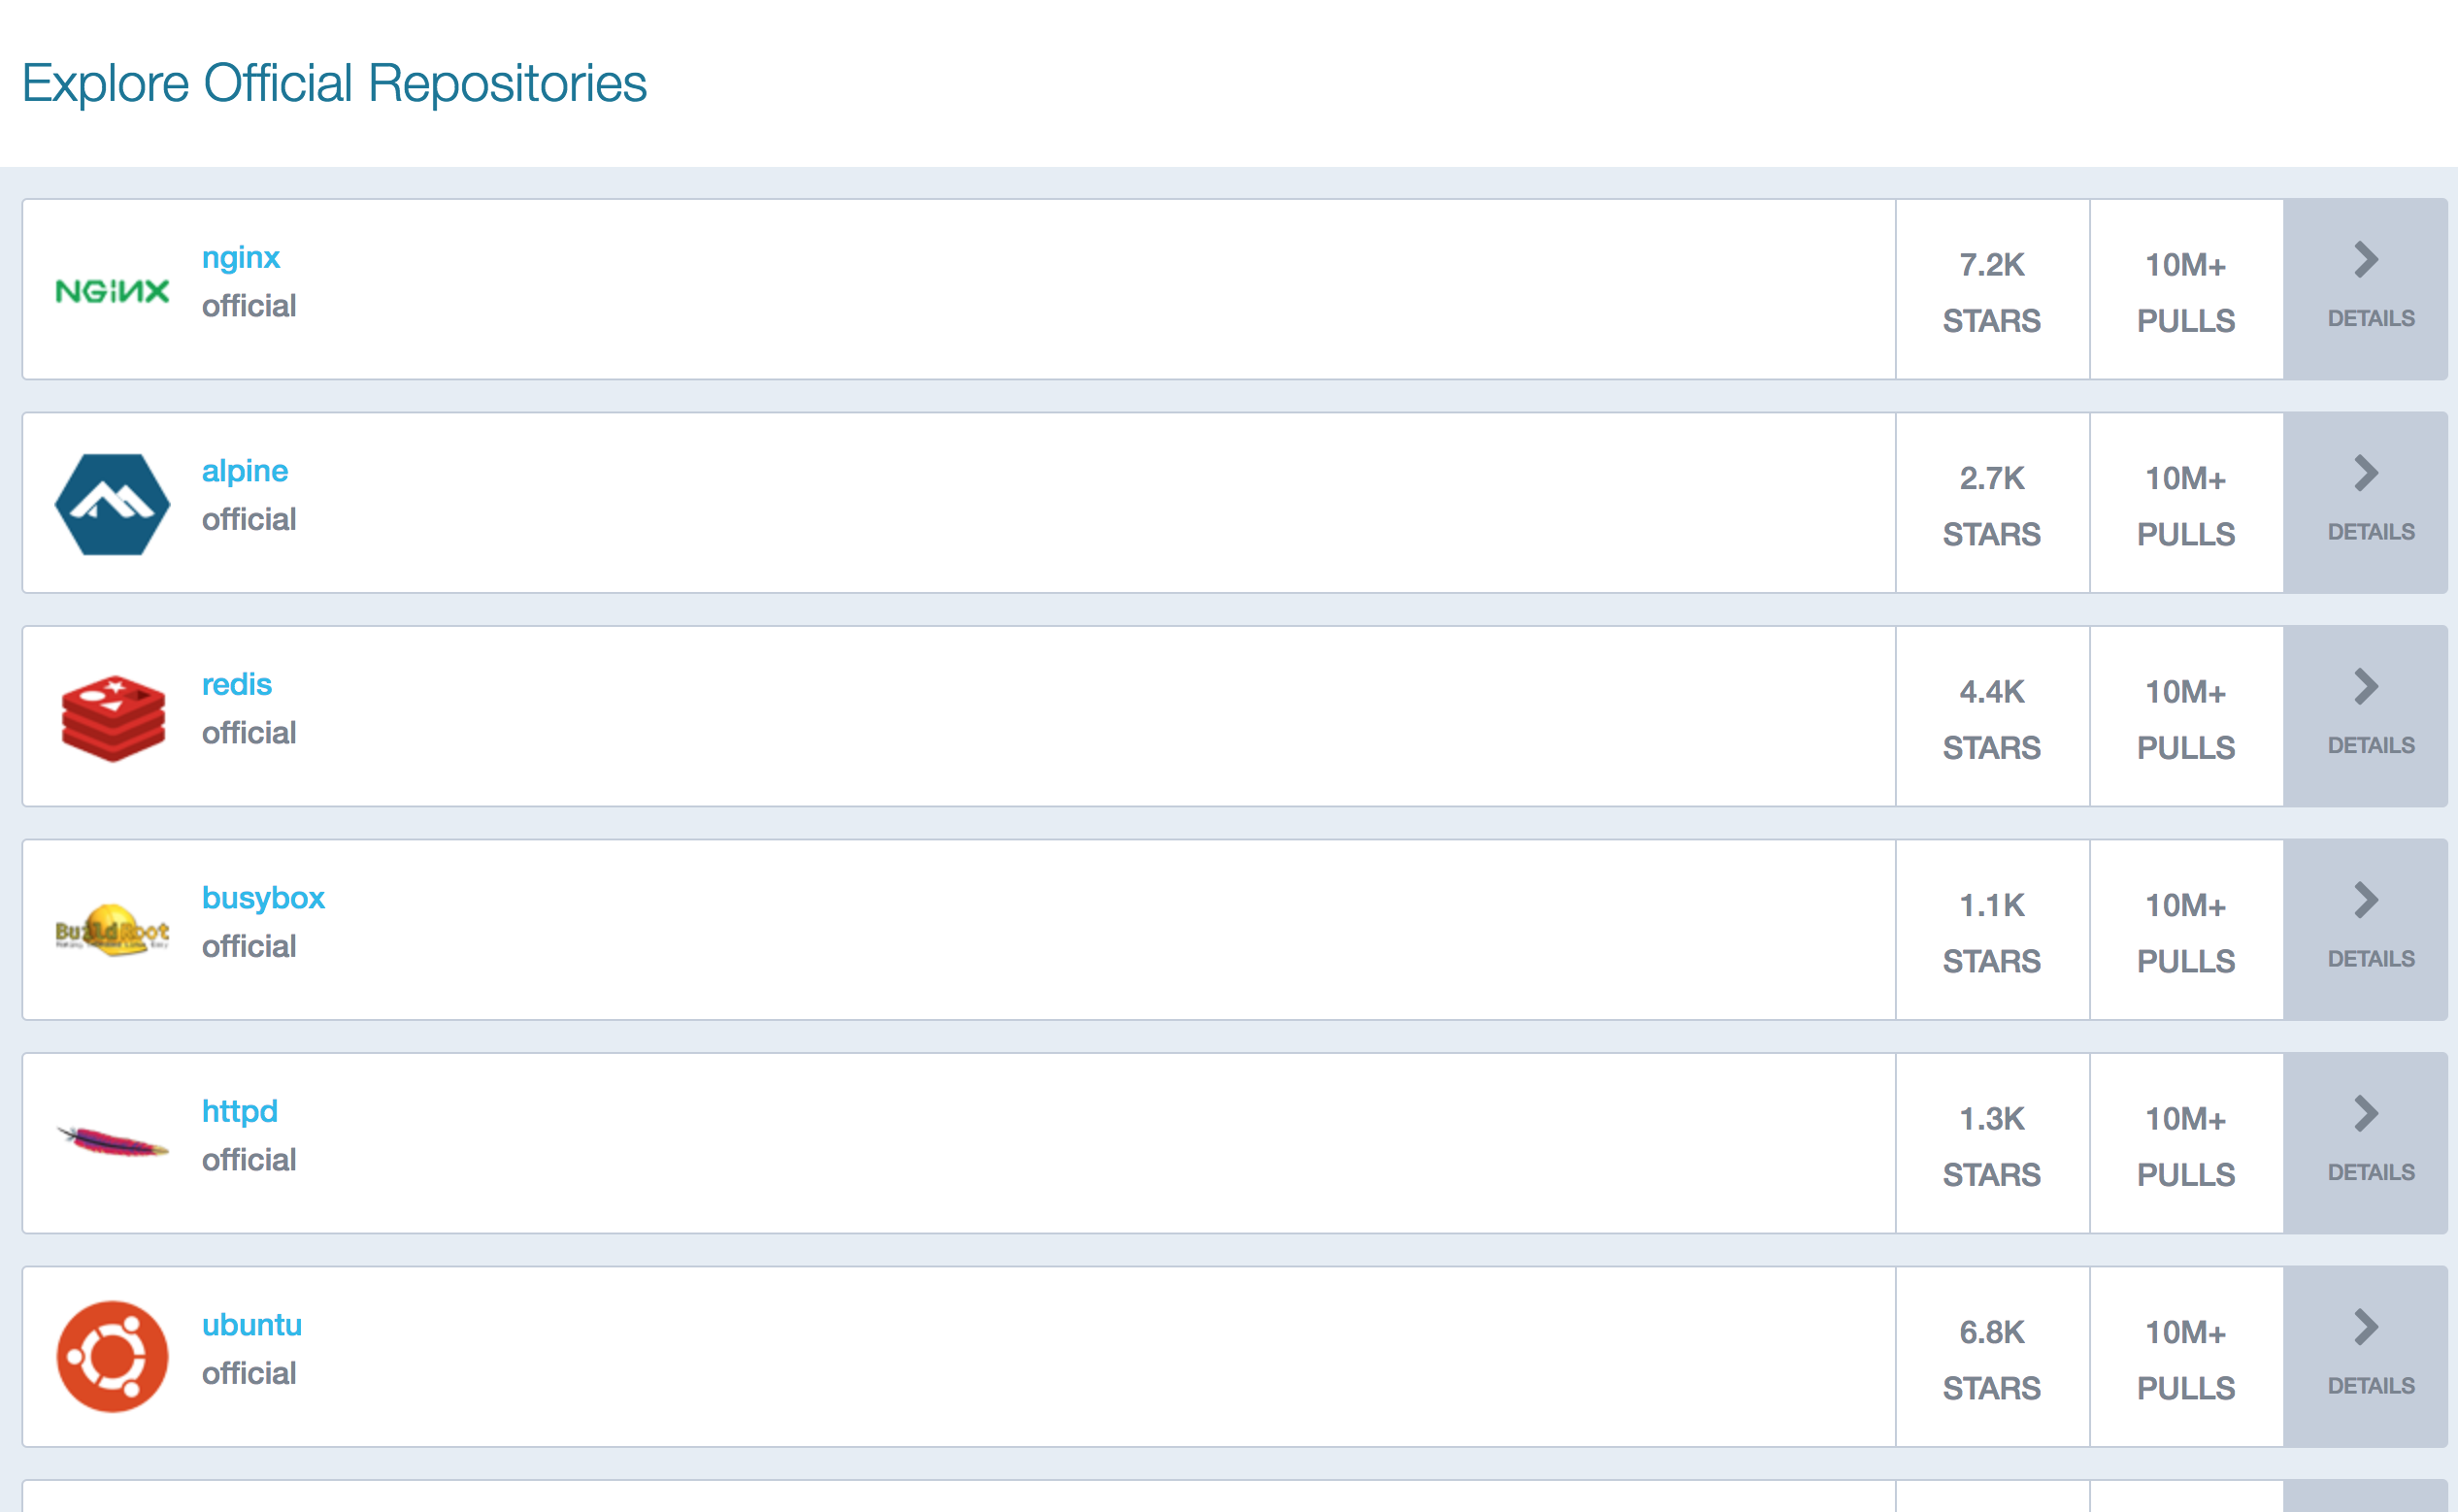 Explore Official Repositories
NGINX
nginx
official
7.2K
STARS
10M+
PULLS
DETAILS
alpine
official
2.7K
STARS
10M+
PULLS
DETAILS
redis
official
4.4K
STARS
10M+
PULLS
DETAILS
BuildRoot
busybox
official
1.1K
STARS
10M+
PULLS
DETAILS
httpd
official
1.3K
STARS
10M+
PULLS
DETAILS
ubuntu
official
6.8K
STARS
10M+
PULLS
DETAILS